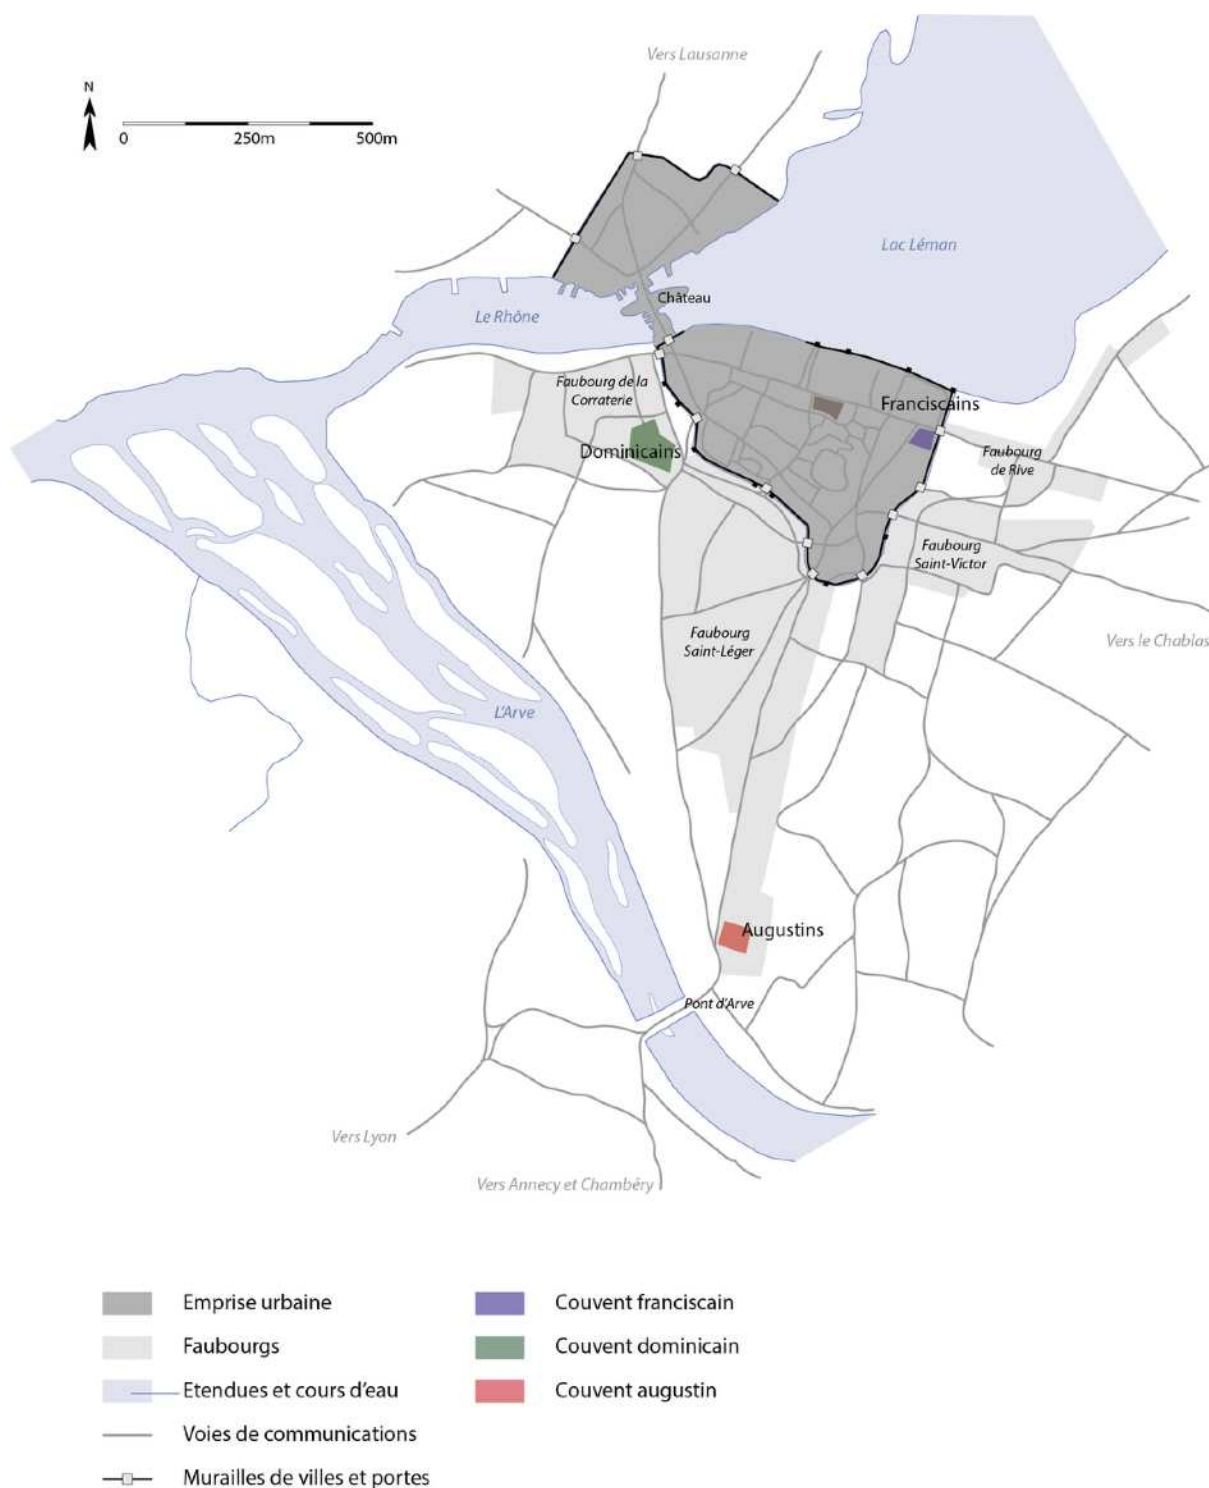 Vers Lausanne
N
0
250m
500m
Lac Léman
Château
Le Rhône
Faubourg de la
Corraterie
Franciscains
Dominicains
Faubourg
de Rive
Faubourg
Saint-Victor
Faubourg
Saint-Léger
Vers le Chablas
L'Arve
Augustins
Pont d'Arve
Vers Lyon
Vers Annecy et Chambéry
Emprise urbaine
Faubourgs
Etendues et cours d'eau
Voies de communications
Murailles de villes et portes
Couvent franciscain
Couvent dominicain
Couvent augustin